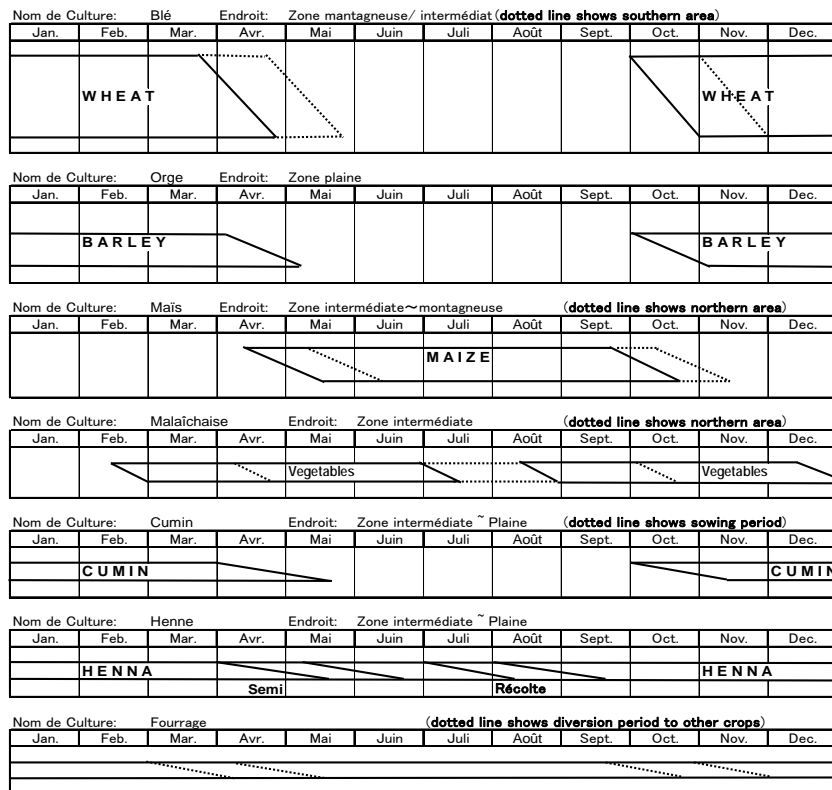 Nom de Culture: Blé Endroit: Zone mantagneuse/ intermédiat (dotted line shows southern area)
Jan. Feb. Mar. Avr. Mai Juin Juli Août Sept. Oct. Nov. Dec.
WHEAT WHEAT
Nom de Culture: Orge Endroit: Zone plaine
Jan. Feb. Mar. Avr. Mai Juin Juli Août Sept. Oct. Nov. Dec.
BARLEY BARLEY
Nom de Culture: Maïs Endroit: Zone intermédiate~montagneuse (dotted line shows northern area)
Jan. Feb. Mar. Avr. Mai Juin Juli Août Sept. Oct. Nov. Dec.
MAIZE
Nom de Culture: Malaîchaise Endroit: Zone intermédiate (dotted line shows northern area)
Jan. Feb. Mar. Avr. Mai Juin Juli Août Sept. Oct. Nov. Dec.
Vegetables Vegetables
Nom de Culture: Cumin Endroit: Zone intermédiate ~ Plaine (dotted line shows sowing period)
Jan. Feb. Mar. Avr. Mai Juin Juli Août Sept. Oct. Nov. Dec.
CUMIN CUMIN
Nom de Culture: Henne Endroit: Zone intermédiate ~ Plaine
Jan. Feb. Mar. Avr. Mai Juin Juli Août Sept. Oct. Nov. Dec.
HENNA HENNA
Semi Récolte
Nom de Culture: Fourrage (dotted line shows diversion period to other crops)
Jan. Feb. Mar. Avr. Mai Juin Juli Août Sept. Oct. Nov. Dec.